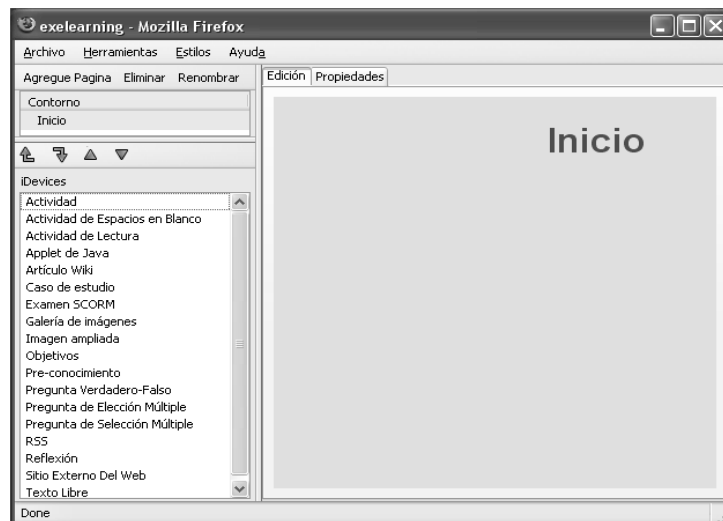 exelearning - Mozilla Firefox
Archivo Herramientas Estilos Ayuda
Agregue Pagina Eliminar Renombrar
Contorno
Inicio
iDevices
Actividad
Actividad de Espacios en Blanco
Actividad de Lectura
Applet de Java
Artículo Wiki
Caso de estudio
Examen SCORM
Galería de imágenes
Imagen ampliada
Objetivos
Pre-conocimiento
Pregunta Verdadero-Falso
Pregunta de Elección Múltiple
Pregunta de Selección Múltiple
RSS
Reflexión
Sitio Externo Del Web
Texto Libre
Edición Propiedades
Inicio
Done